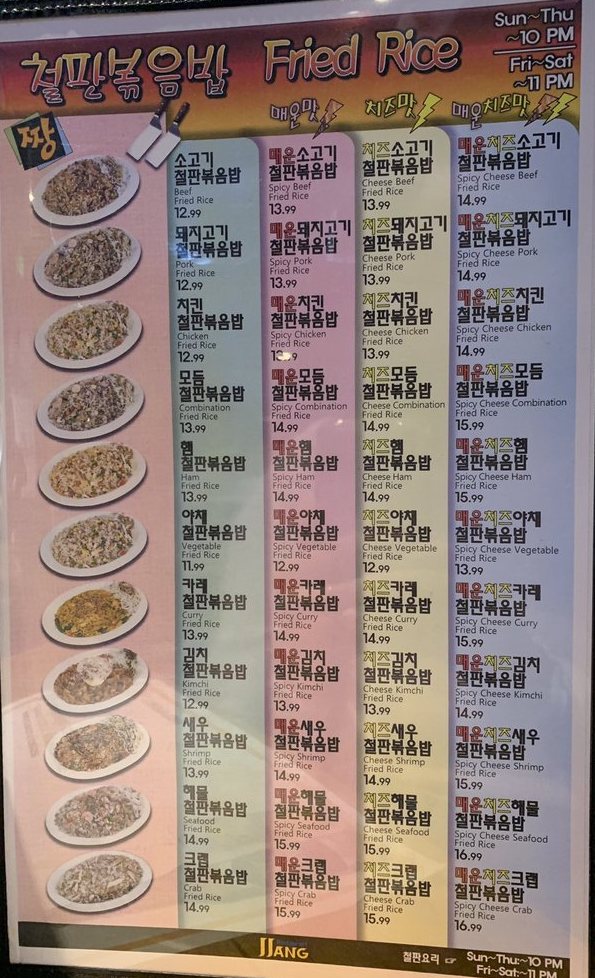 철판볶음밥 Fried Rice
Sun~Thu
~10 PM
Fri~Sat
~11 PM
매운맛
치즈맛
매운치즈맛
짱
소고기
철판볶음밥
Beef
Fried Rice
12.99
매운소고기
철판볶음밥
Spicy Beef
Fried Rice
13.99
치즈소고기
철판볶음밥
Cheese Beef
Fried Rice
13.99
매운치즈소고기
철판볶음밥
Spicy Cheese Beef
Fried Rice
14.99
돼지고기
철판볶음밥
Pork
Fried Rice
12.99
매운돼지고기
철판볶음밥
Spicy Pork
Fried Rice
13.99
치즈돼지고기
철판볶음밥
Cheese Pork
Fried Rice
13.99
매운치즈돼지고기
철판볶음밥
Spicy Cheese Pork
Fried Rice
14.99
치킨
철판볶음밥
Chicken
Fried Rice
12.99
매운치킨
철판볶음밥
Spicy Chicken
Fried Rice
치즈치킨
철판볶음밥
Cheese Chicken
Fried Rice
13.99
매운치즈치킨
철판볶음밥
Spicy Cheese Chicken
Fried Rice
14.99
모듬
철판볶음밥
Combination
Fried Rice
13.99
매운모듬
철판볶음밥
Spicy Combination
Fried Rice
14.99
치즈모듬
철판볶음밥
Cheese Combination
Fried Rice
14.99
매운치즈모듬
철판볶음밥
Spicy Cheese Combination
Fried Rice
15.99
햄
철판볶음밥
Ham
Fried Rice
13.99
매운햄
철판볶음밥
Spicy Ham
Fried Rice
14.99
치즈햄
철판볶음밥
Cheese Ham
Fried Rice
14.99
매운치즈햄
철판볶음밥
Spicy Cheese Ham
Fried Rice
15.99
야채
철판볶음밥
Vegetable
Fried Rice
11.99
매운야채
철판볶음밥
Spicy Vegetable
Fried Rice
12.99
치즈야채
철판볶음밥
Cheese Vegetable
Fried Rice
12.99
매운치즈야채
철판볶음밥
Spicy Cheese Vegetable
Fried Rice
13.99
카레
철판볶음밥
Curry
Fried Rice
13.99
매운카레
철판볶음밥
Spicy Curry
Fried Rice
14.99
치즈카레
철판볶음밥
Cheese Curry
Fried Rice
14.99
매운치즈카레
철판볶음밥
Spicy Cheese Curry
Fried Rice
15.99
김치
철판볶음밥
Kimchi
Fried Rice
12.99
매운김치
철판볶음밥
Spicy Kimchi
Fried Rice
13.99
치즈김치
철판볶음밥
Cheese Kimchi
Fried Rice
13.99
매운치즈김치
철판볶음밥
Spicy Cheese Kimchi
Fried Rice
14.99
새우
철판볶음밥
Shrimp
Fried Rice
13.99
매운새우
철판볶음밥
Spicy Shrimp
Fried Rice
14.99
치즈새우
철판볶음밥
Cheese Shrimp
Fried Rice
14.99
매운치즈새우
철판볶음밥
Spicy Cheese Shrimp
Fried Rice
15.99
해물
철판볶음밥
Seafood
Fried Rice
14.99
매운해물
철판볶음밥
Spicy Seafood
Fried Rice
15.99
치즈해물
철판볶음밥
Cheese Seafood
Fried Rice
15.99
매운치즈해물
철판볶음밥
Spicy Cheese Seafood
Fried Rice
16.99
크랩
철판볶음밥
Crab
Fried Rice
14.99
매운크랩
철판볶음밥
Spicy Crab
Fried Rice
15.99
치즈크랩
철판볶음밥
Cheese Crab
Fried Rice
15.99
매운치즈크랩
철판볶음밥
Spicy Cheese Crab
Fried Rice
16.99
JJANG
철판요리 ☞ Sun~Thu:~10 PM
Fri~Sat:~11 PM